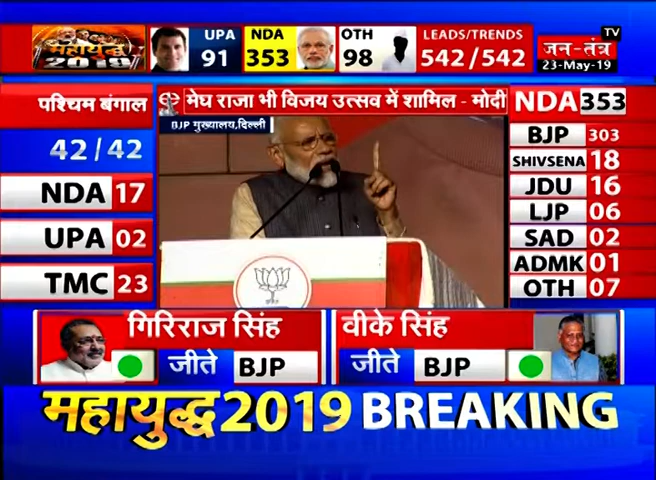 महायुद्ध
2019
UPA
91
NDA
353
OTH
98
LEADS/TRENDS
542/542
TV
जन-तंत्र
23-May-19
पश्चिम बंगाल
42/42
NDA 17
UPA 02
TMC 23
मेघ राजा भी विजय उत्सव में शामिल - मोदी
BJP मुख्यालय,दिल्ली
NDA 353
BJP 303
SHIVSENA 18
JDU 16
LJP 06
SAD 02
ADMK 01
OTH 07
गिरिराज सिंह
जीते BJP
वीके सिंह
जीते BJP
महायुद्ध 2019 BREAKING